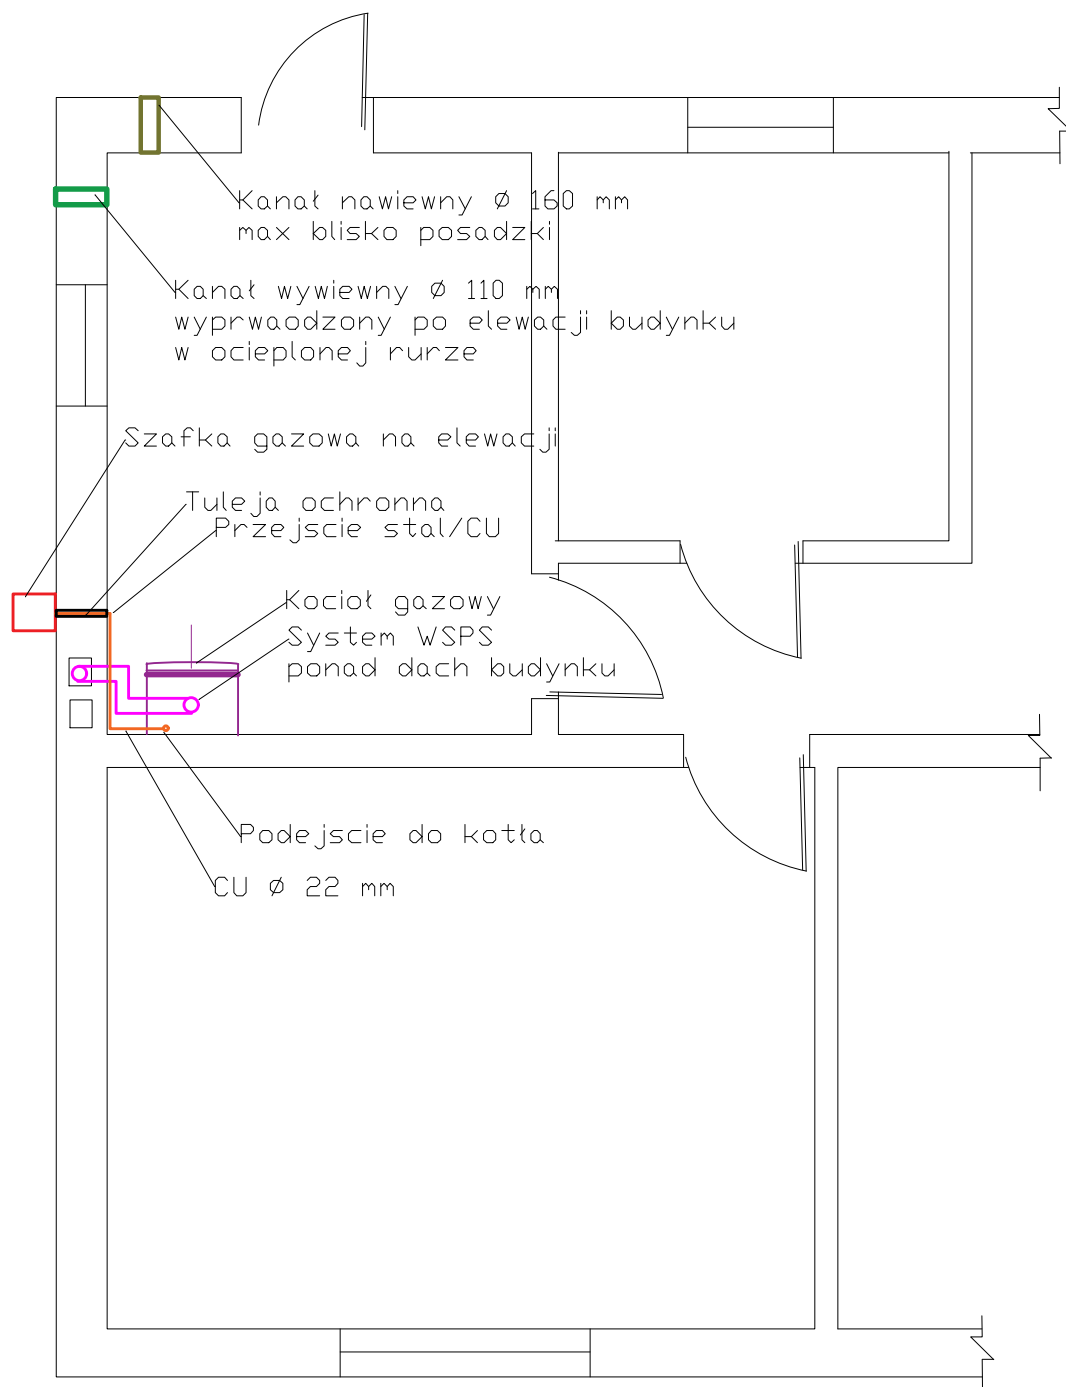 Kanał nawiewny Ø 160 mm
max blisko posadzki
Kanał wywiewny Ø 110 mm
wyprwaodzony po elewacji budynku
w ocieplonej rurze
Szafka gazowa na elewacji
Tuleja ochronna
Przejscie stal/CU
Kocioł gazowy
System WSPS
ponad dach budynku
Podejscie do kotła
CU Ø 22 mm